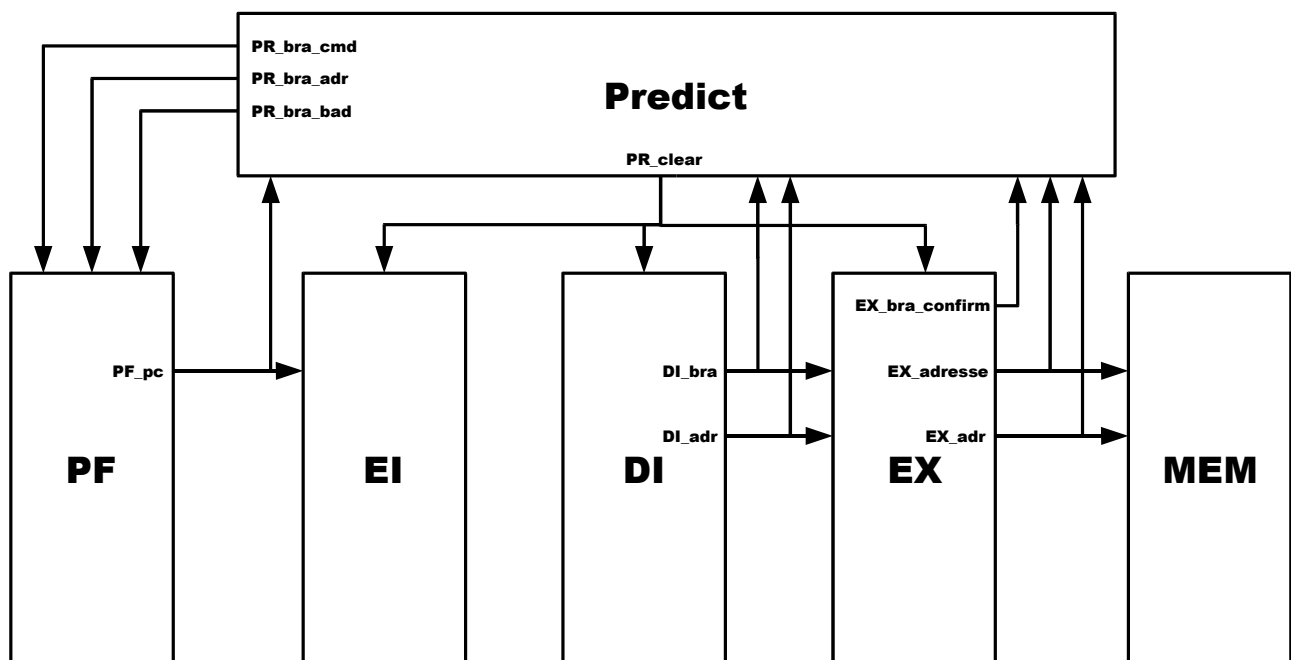 PR_bra_cmd
PR_bra_adr
Predict
PR_bra_bad
PR_clear
EX_bra_confirm
PF_pc
DI_bra
EX_adresse
DI_adr
EX_adr
PF
EI
DI
EX
MEM